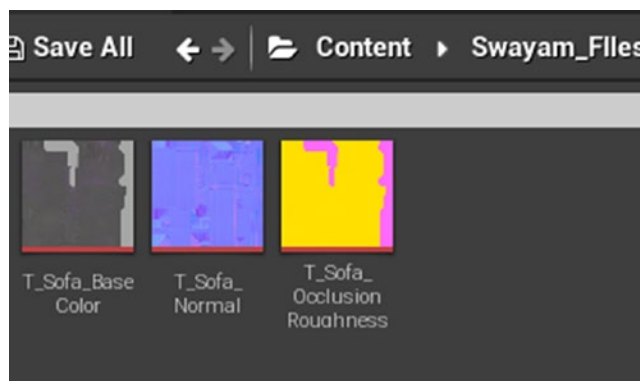 Save All
Content
Swayam_FIles
T_Sofa_Base
Color
T_Sofa_
Normal
T_Sofa_
Occlusion
Roughness